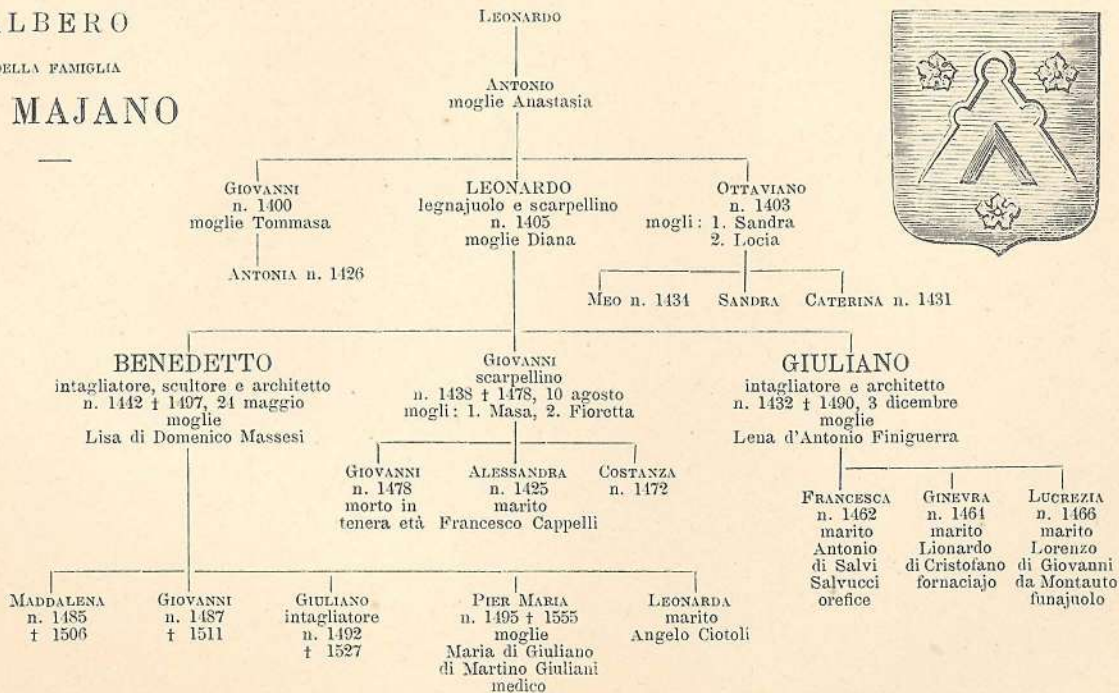 ALBERO
DELLA FAMIGLIA
MAJANO
LEONARDO
ANTONIO
moglie Anastasia
GIOVANNI
n. 1400
moglie Tommasa
ANTONIA n. 1426
LEONARDO
legnajuolo e scarpellino
n. 1405
moglie Diana
OTTAVIANO
n. 1403
mogli: 1. Sandra
2. Locia
MEO n. 1434
SANDRA
CATERINA n. 1431
BENEDETTO
intagliatore, scultore e architetto
n. 1442 † 1497, 24 maggio
moglie
Lisa di Domenico Massesi
GIOVANNI
scarpellino
n. 1438 † 1478, 10 agosto
mogli: 1. Masa, 2. Fioretta
GIULIANO
intagliatore e architetto
n. 1432 † 1490, 3 dicembre
moglie
Lena d'Antonio Finiguerra
GIOVANNI
n. 1478
morto in
tenera età
ALESSANDRA
n. 1425
marito
Francesco Cappelli
COSTANZA
n. 1472
FRANCESCA
n. 1462
marito
Antonio
di Salvi
Salvucci
orefice
GINEVRA
n. 1464
marito
Lionardo
di Cristofano
fornaciajo
LUCREZIA
n. 1466
marito
Lorenzo
di Giovanni
da Montauto
funajuolo
MADDALENA
n. 1485
† 1506
GIOVANNI
n. 1487
† 1511
GIULIANO
intagliatore
n. 1492
† 1527
PIER MARIA
n. 1495 † 1555
moglie
Maria di Giuliano
di Martino Giuliani
medico
LEONARDA
marito
Angelo Ciotoli